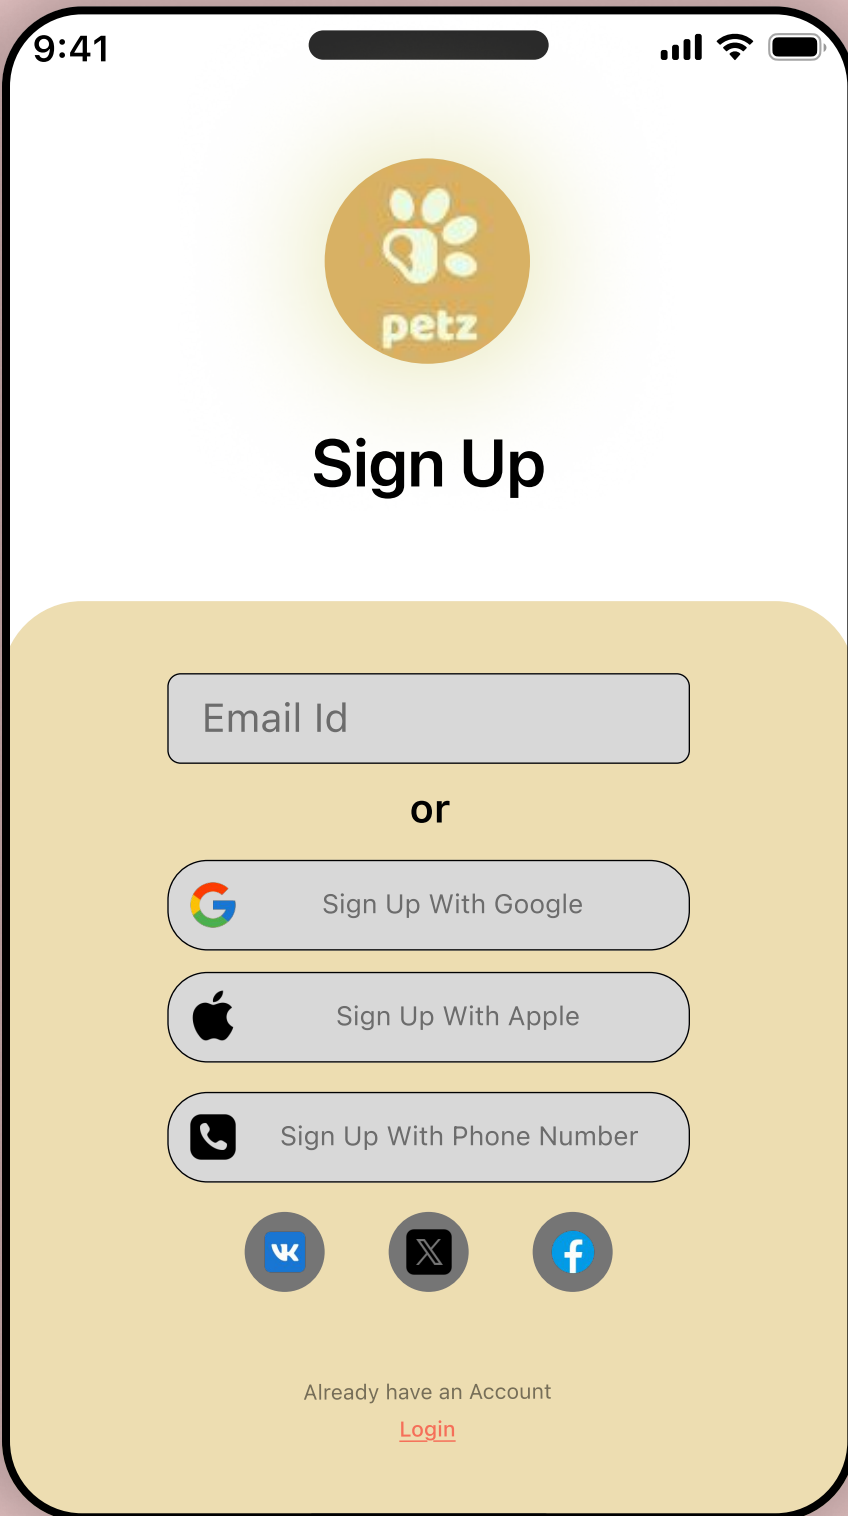 9:41
petz
Sign Up
Email Id
or
Sign Up With Google
Sign Up With Apple
Sign Up With Phone Number
Already have an Account
Login